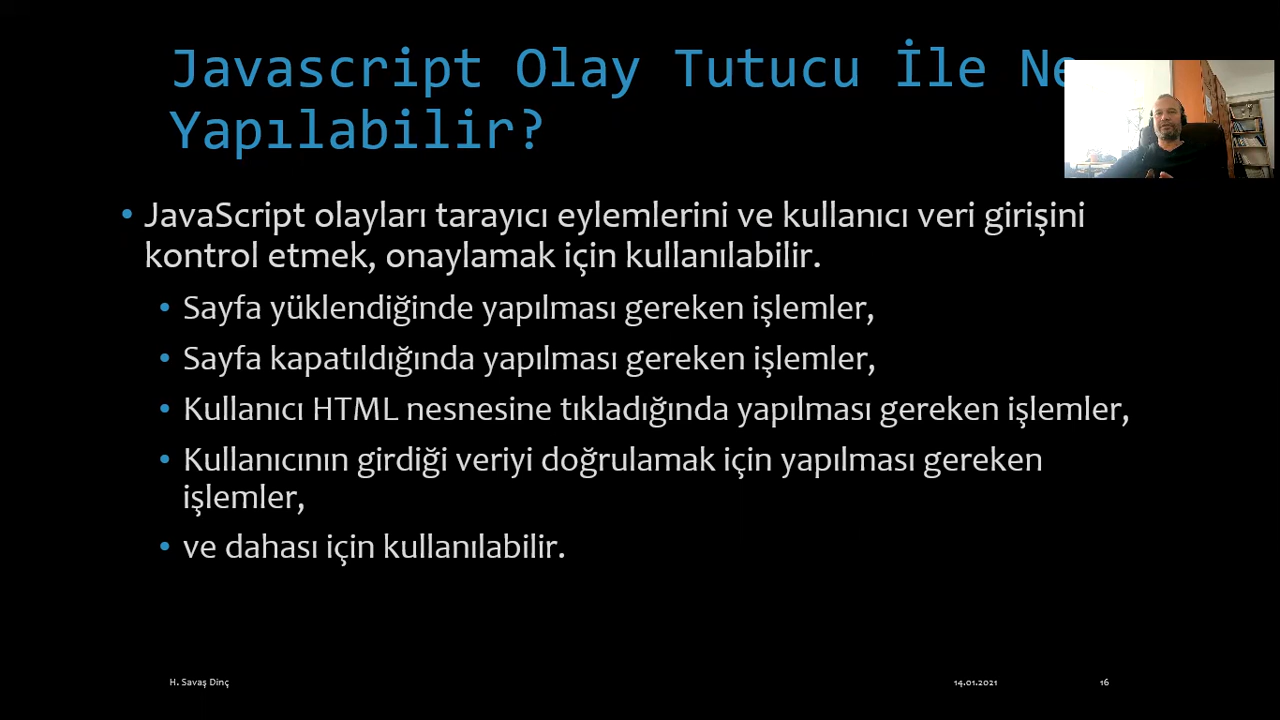 Javascript Olay Tutucu İle Ne
Yapılabilir?
• JavaScript olayları tarayıcı eylemlerini ve kullanıcı veri girişini
kontrol etmek, onaylamak için kullanılabilir.
• Sayfa yüklendiğinde yapılması gereken işlemler,
• Sayfa kapatıldığında yapılması gereken işlemler,
• Kullanıcı HTML nesnesine tıkladığında yapılması gereken işlemler,
• Kullanıcının girdiği veriyi doğrulamak için yapılması gereken
işlemler,
• ve dahası için kullanılabilir.
H. Savaş Dinç 14.01.2021 16